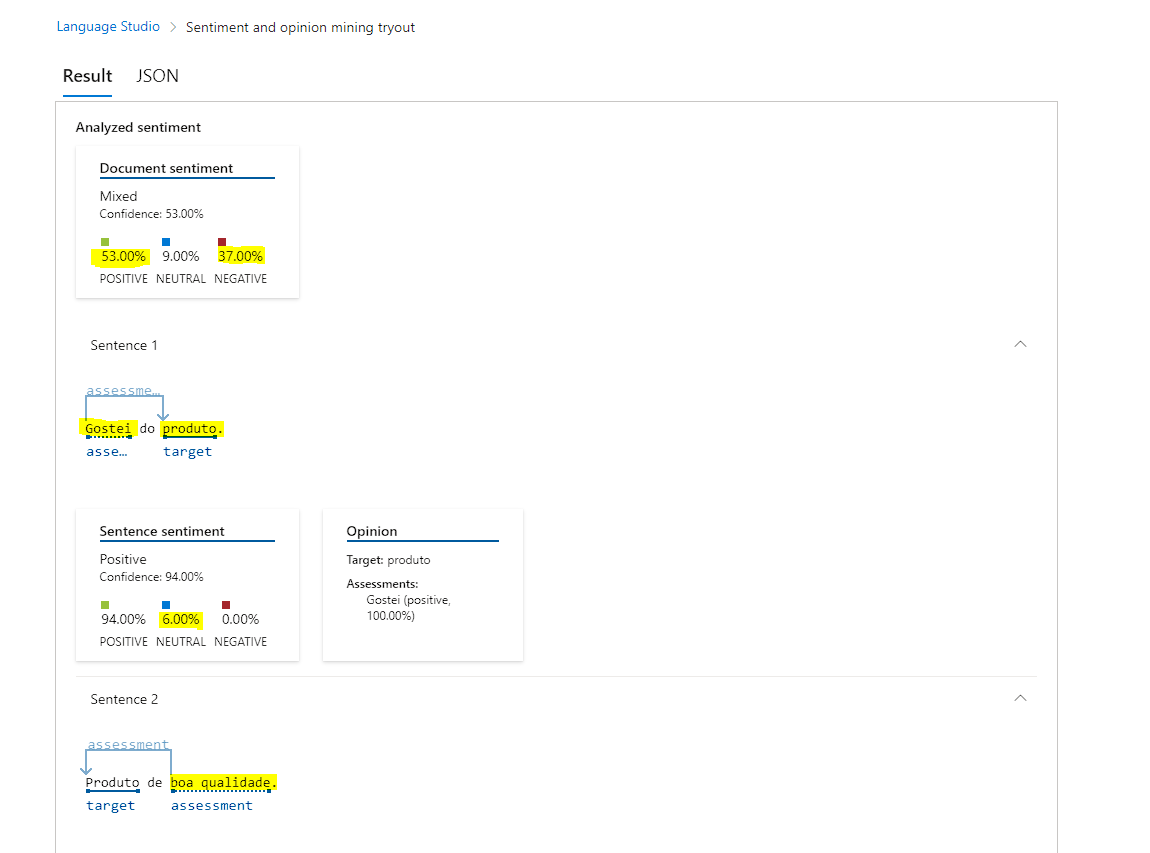 Language Studio > Sentiment and opinion mining tryout
Result JSON
Analyzed sentiment
Document sentiment
Mixed
Confidence: 53.00%
53.00% 9.00% 37.00%
POSITIVE NEUTRAL NEGATIVE
Sentence 1
assessme...
Gostei do produto.
asse... target
Sentence sentiment
Positive
Confidence: 94.00%
94.00% 6.00% 0.00%
POSITIVE NEUTRAL NEGATIVE
Opinion
Target: produto
Assessments:
Gostei (positive,
100.00%)
Sentence 2
assessment
Produto de boa qualidade.
target assessment